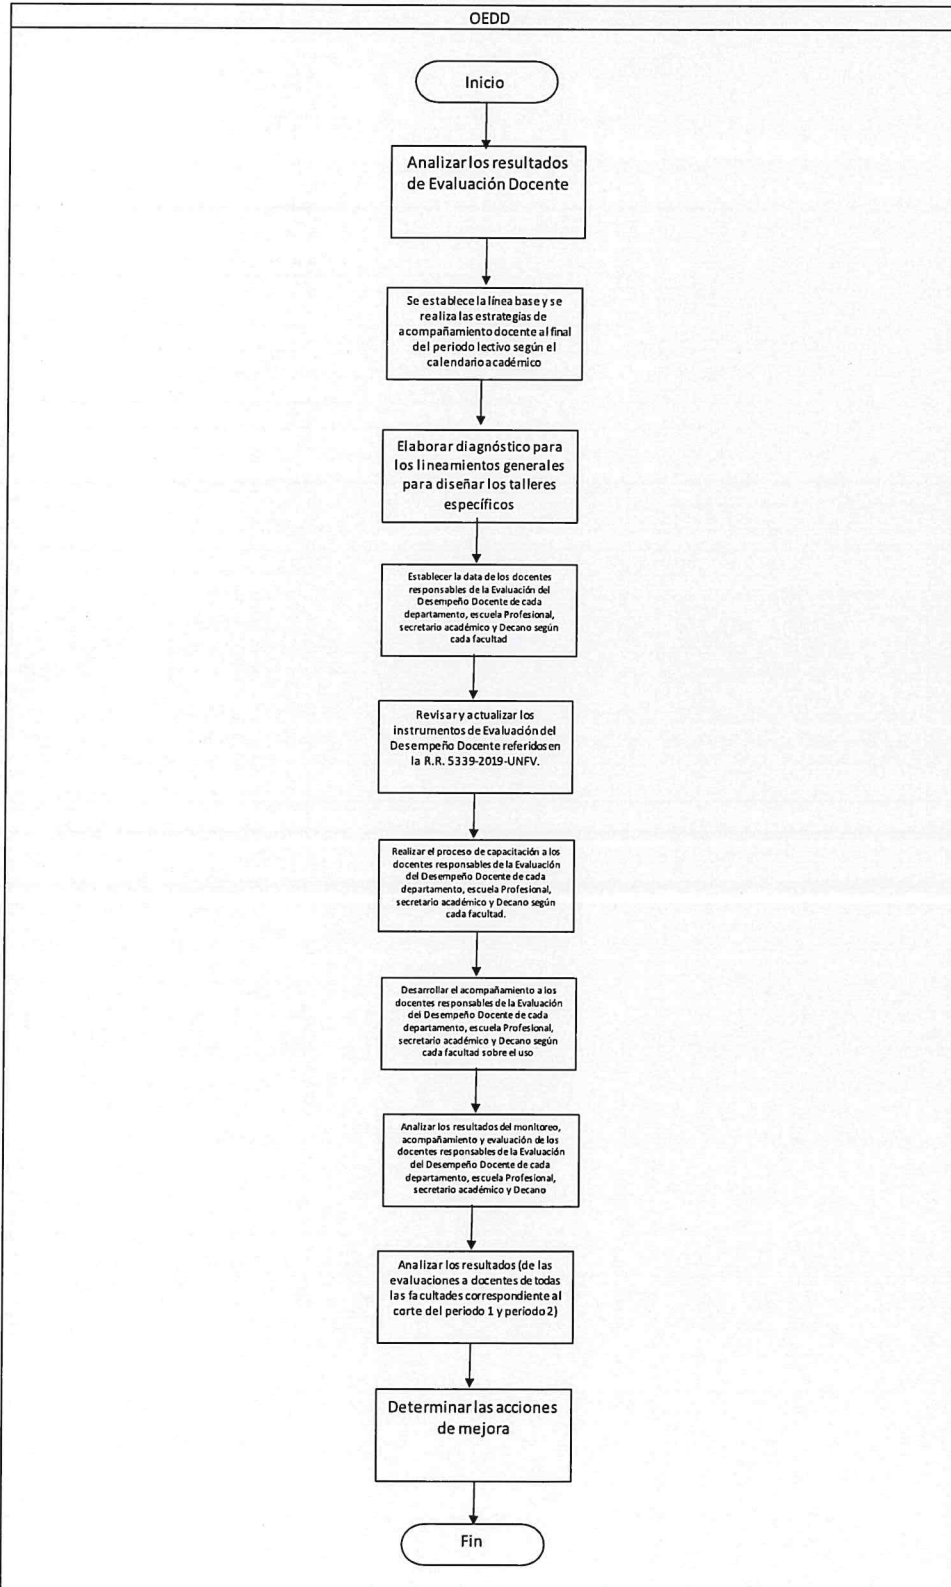 OEDD
Inicio
Analizar los resultados
de Evaluación Docente
Se establece la línea base y se
realiza las estrategias de
acompañamiento docente al final
del periodo lectivo según el
calendario académico
Elaborar diagnóstico para
los lineamientos generales
para diseñar los talleres
específicos
Establecer la data de los docentes
responsables de la Evaluación del
Desempeño Docente de cada
departamento, escuela Profesional,
secretario académico y Decano según
cada facultad
Revisar y actualizar los
instrumentos de Evaluación del
Desempeño Docente referidos en
la R.R. 5339-2019-UNFV.
Realizar el proceso de capacitación a los
docentes responsables de la Evaluación
del Desempeño Docente de cada
departamento, escuela Profesional,
secretario académico y Decano según
cada facultad.
Desarrollar el acompañamiento a los
docentes responsables de la Evaluación
del Desempeño Docente de cada
departamento, escuela Profesional,
secretario académico y Decano según
cada facultad sobre el uso
Analizar los resultados del monitoreo,
acompañamiento y evaluación de los
docentes responsables de la Evaluación
del Desempeño Docente de cada
departamento, escuela Profesional,
secretario académico y Decano
Analizar los resultados (de las
evaluaciones a docentes de todas
las facultades correspondiente al
corte del periodo 1 y periodo 2)
Determinar las acciones
de mejora
Fin